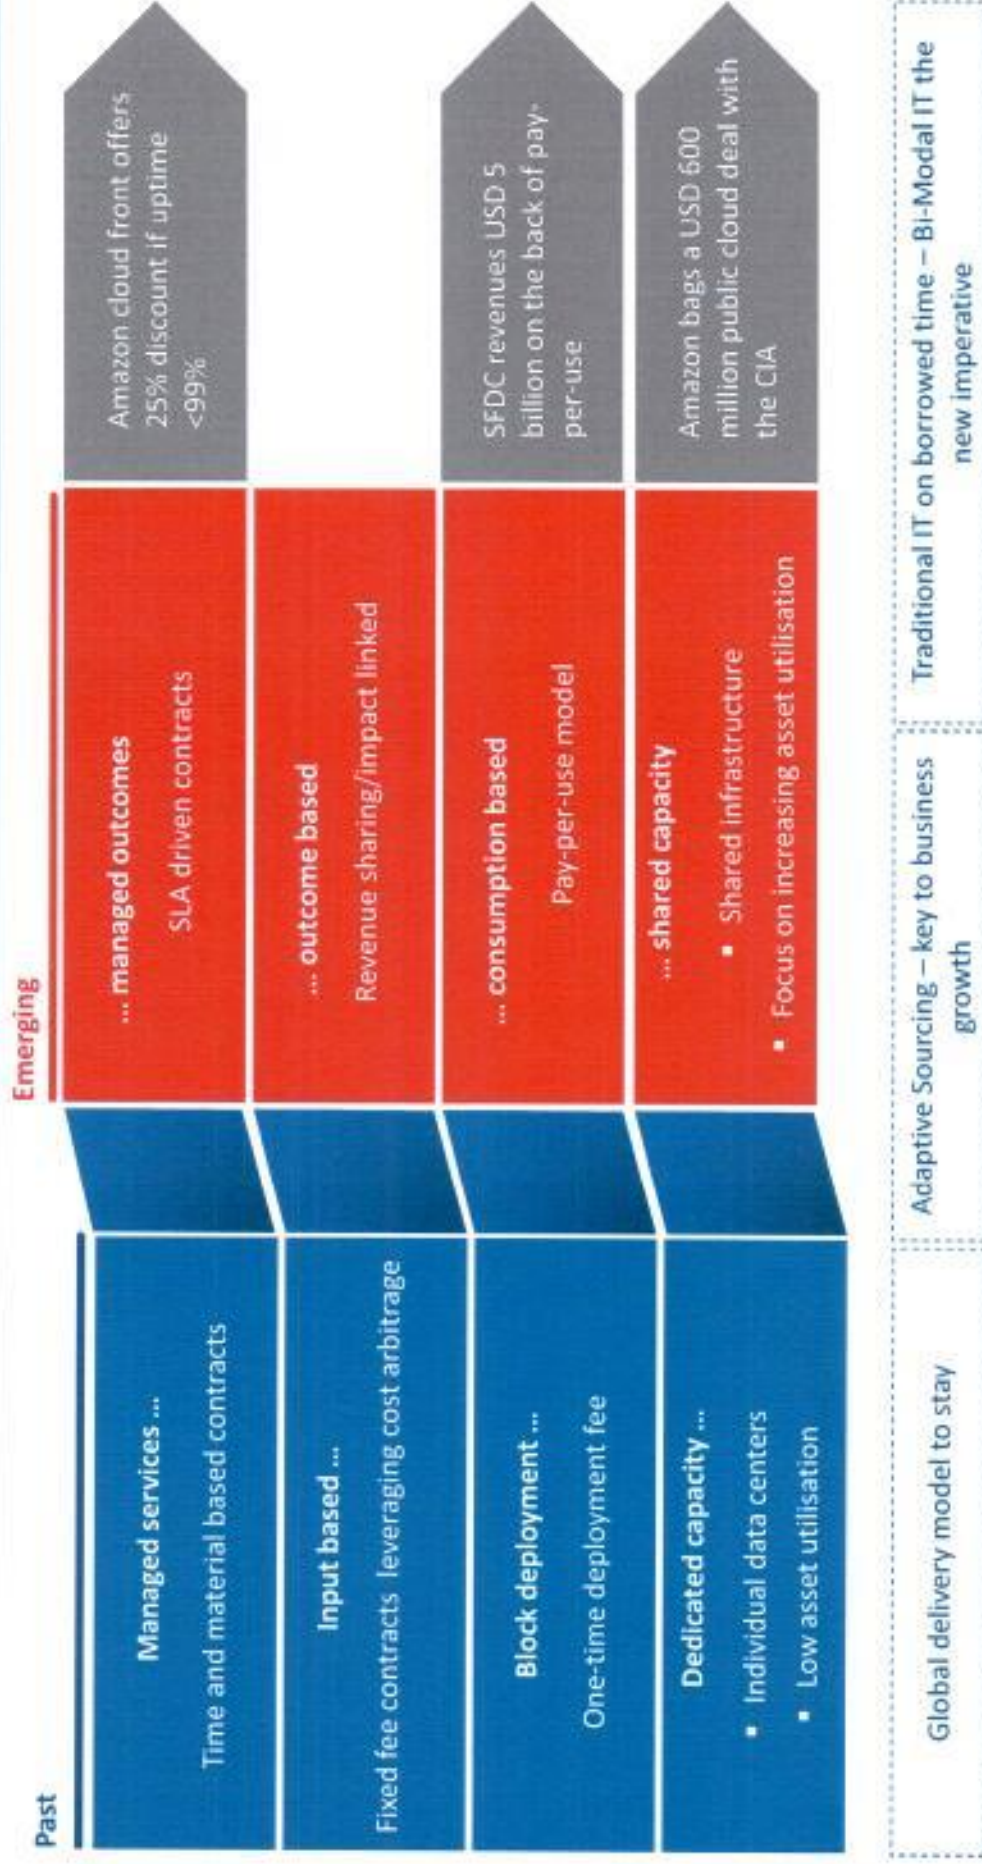 Past
Emerging
Managed services ...
Time and material based contracts
... managed outcomes
SLA driven contracts
Amazon cloud front offers
25% discount if uptime
<99%
Input based ...
Fixed fee contracts leveraging cost arbitrage
... outcome based
Revenue sharing/impact linked
Block deployment ...
One-time deployment fee
... consumption based
Pay-per-use model
SFDC revenues USD 5
billion on the back of pay-
per-use
Dedicated capacity ...
▪ Individual data centers
▪ Low asset utilisation
... shared capacity
▪ Shared infrastructure
▪ Focus on increasing asset utilisation
Amazon bags a USD 600
million public cloud deal with
the CIA
Global delivery model to stay
Adaptive Sourcing – key to business
growth
Traditional IT on borrowed time – Bi-Modal IT the
new imperative